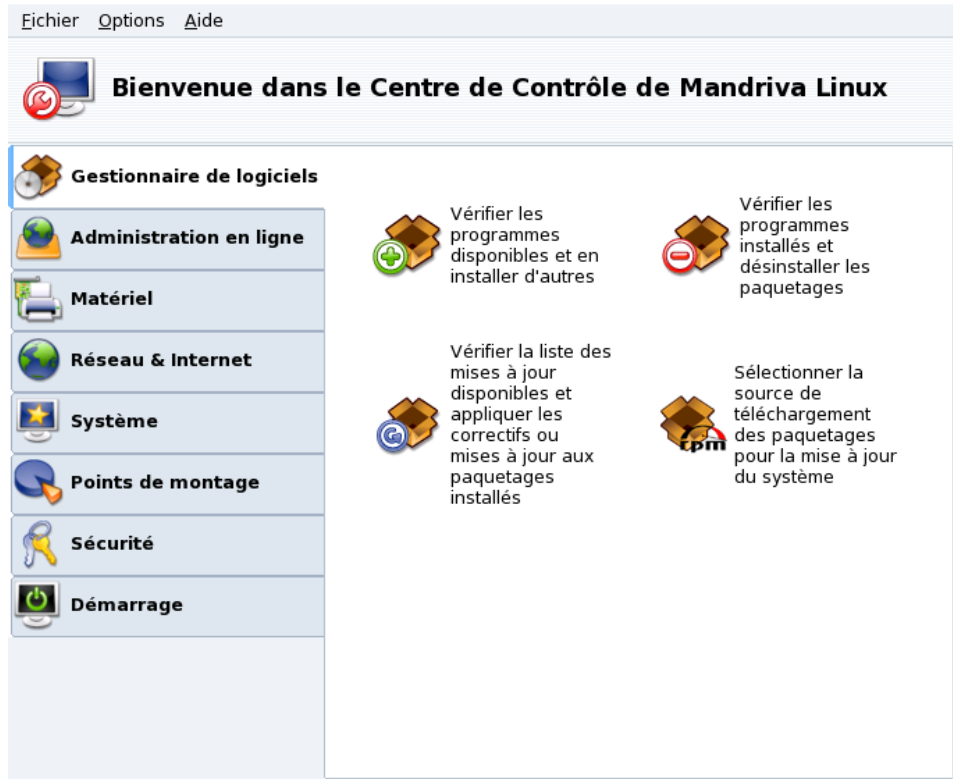 Fichier Options Aide
Bienvenue dans le Centre de Contrôle de Mandriva Linux
Gestionnaire de logiciels
Administration en ligne
Matériel
Réseau & Internet
Système
Points de montage
Sécurité
Démarrage
Vérifier les
programmes
disponibles et en
installer d'autres
Vérifier les
programmes
installés et
désinstaller les
paquetages
Vérifier la liste des
mises à jour
disponibles et
appliquer les
correctifs ou
mises à jour aux
paquetages
installés
rpm
Sélectionner la
source de
téléchargement
des paquetages
pour la mise à jour
du système